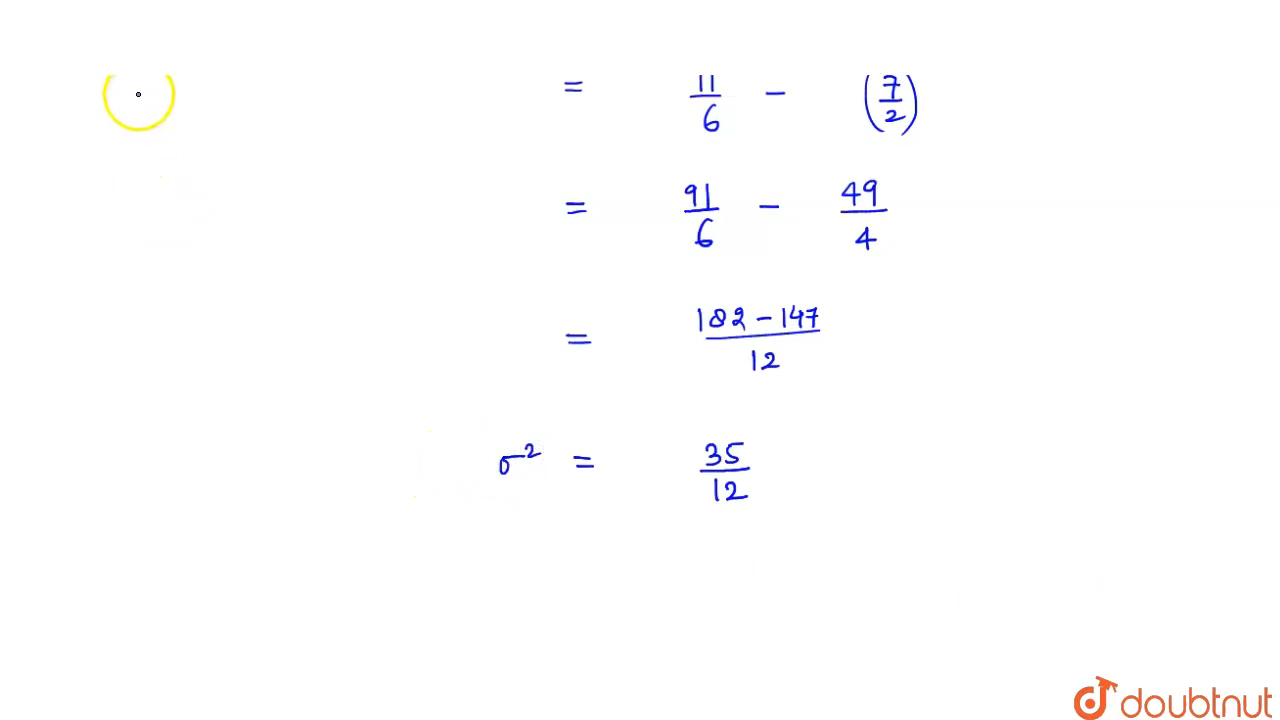 = 11/6 - (7/2)
= 91/6 - 49/4
= 182-147/12
σ² = 35/12
doubtnut